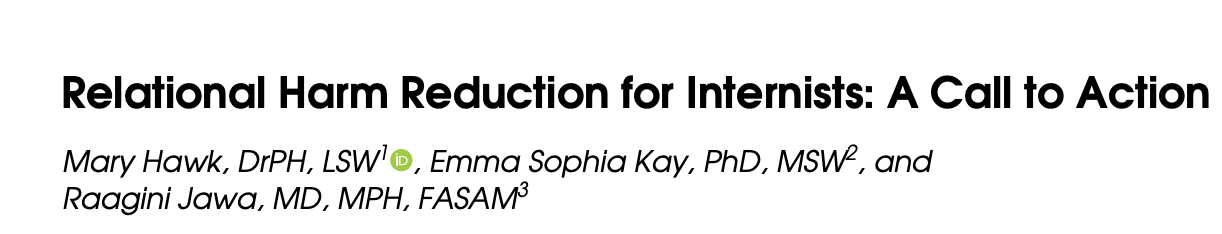 Relational Harm Reduction for Internists: A Call to Action
Mary Hawk, DrPH, LSW1 iD, Emma Sophia Kay, PhD, MSW2, and
Raagini Jawa, MD, MPH, FASAM3